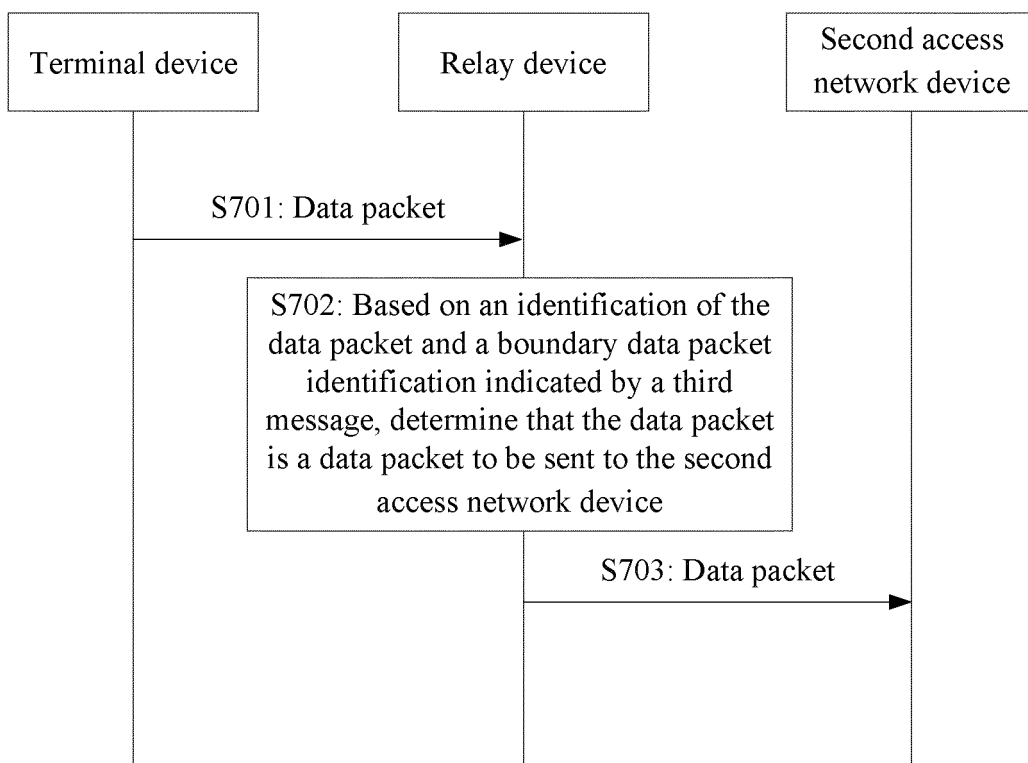 Terminal device
Relay device
Second access
network device
S701: Data packet
S702: Based on an identification of the
data packet and a boundary data packet
identification indicated by a third
message, determine that the data packet
is a data packet to be sent to the second
access network device
S703: Data packet